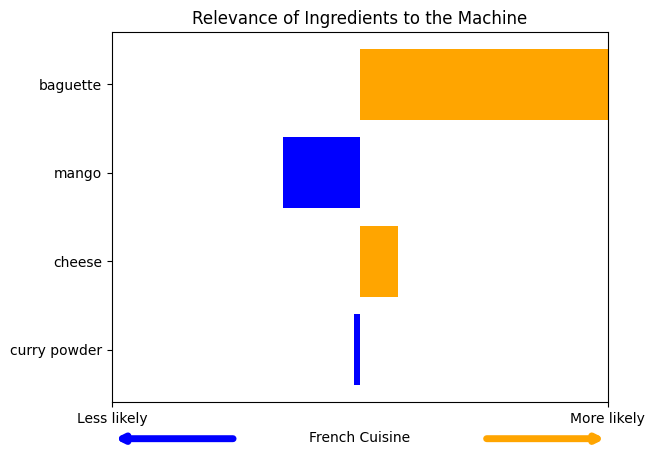 Relevance of Ingredients to the Machine
baguette
mango
cheese
curry powder
Less likely
More likely
French Cuisine